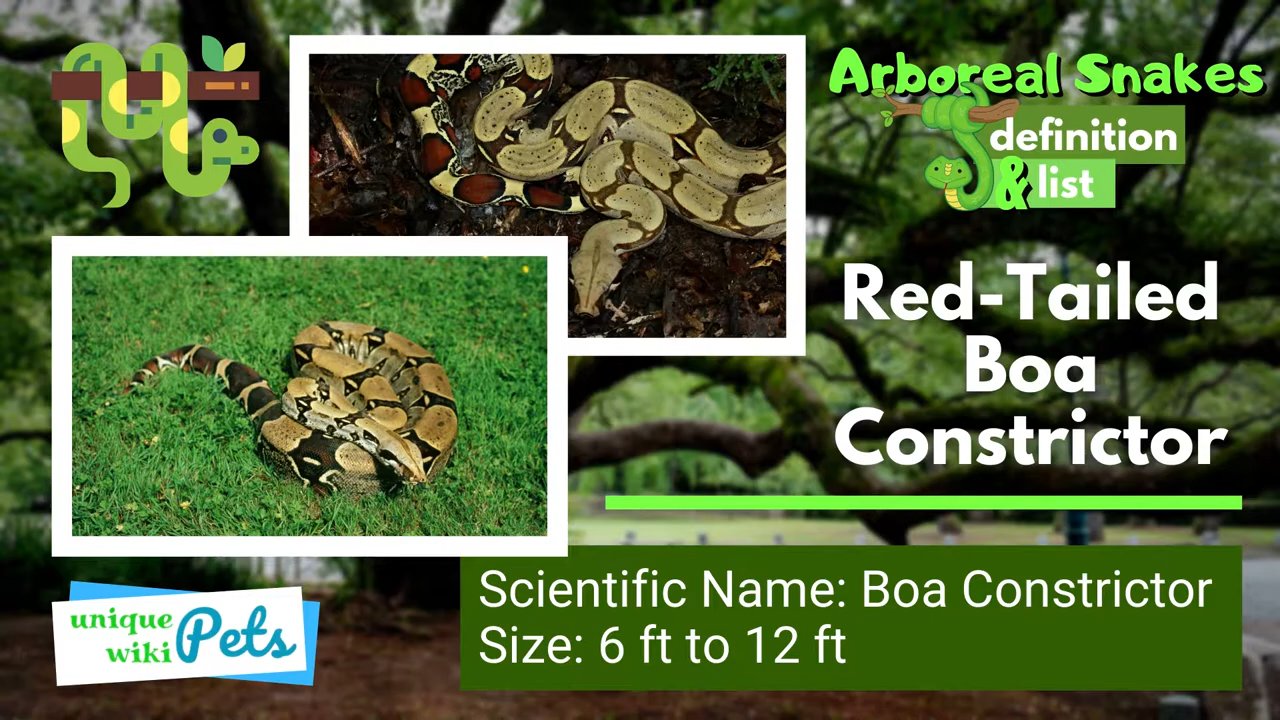 Arboreal Snakes
definition
& list
Red-Tailed
Boa
Constrictor
Scientific Name: Boa Constrictor
Size: 6 ft to 12 ft
unique
wiki Pets